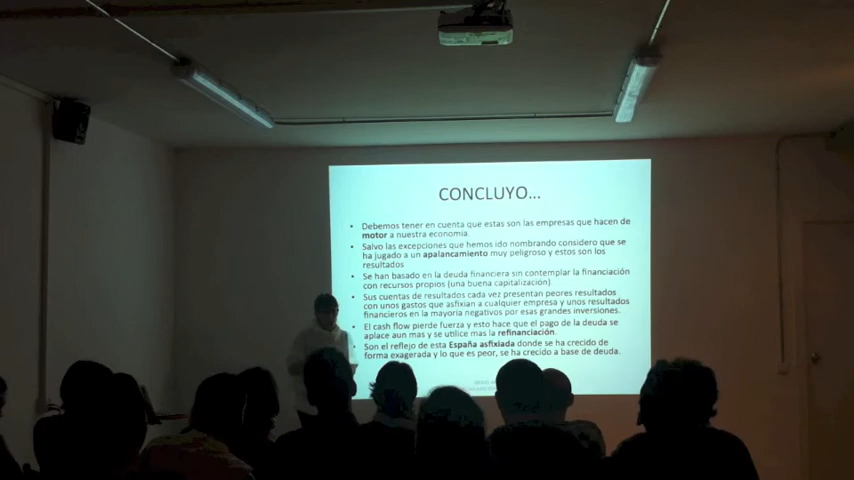 CONCLUYO...
• Debemos tener en cuenta que estas son las empresas que hacen de
motor a nuestra economia.
• Salvo las excepciones que hemos ido nombrando considero que se
ha jugado a un apalancamiento muy peligroso y estos son los
resultados
• Se han basado en la deuda financiera sin contemplar la financiación
con recursos propios (una buena capitalización).
• Sus cuentas de resultados cada vez presentan peores resultados
con unos gastos que asfixian a cualquier empresa y unos resultados
financieros en la mayoria negativos por esas grandes inversiones.
• El cash flow pierde fuerza y esto hace que el pago de la deuda se
aplace aun mas y se utilice mas la refinanciación.
• Son el reflejo de esta España asfixiada donde se ha crecido de
forma exagerada y lo que es peor, se ha crecido a base de deuda.